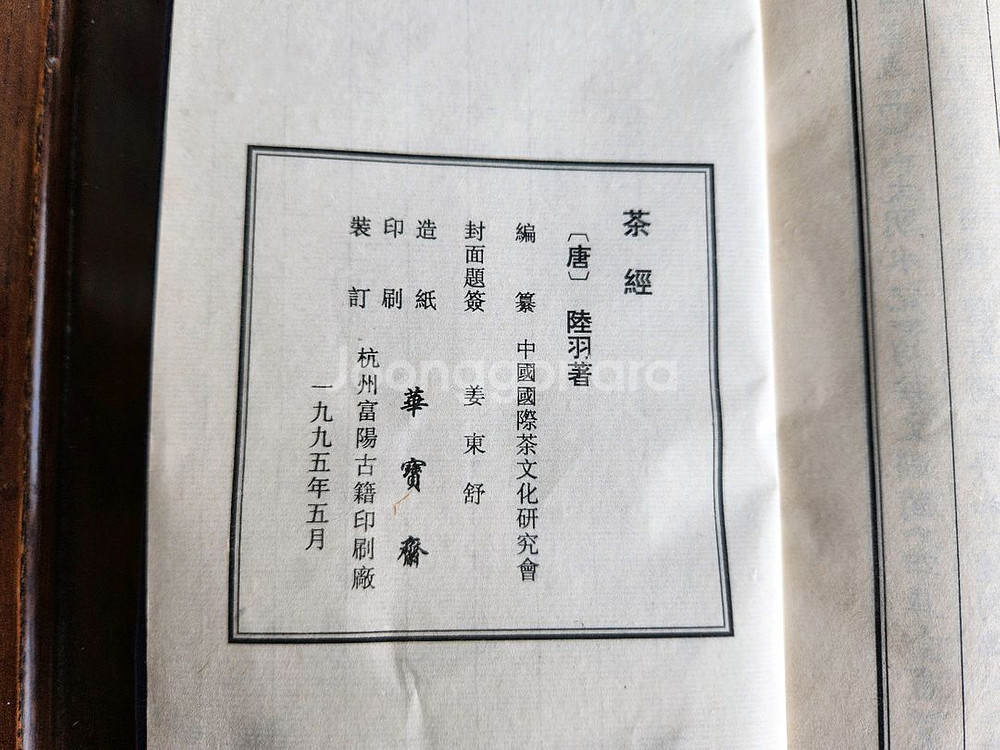 茶經
〔唐〕 陸羽著
編纂 中國國際茶文化研究會
封面題簽 姜東舒
造紙
印刷
裝訂
華寶齋
杭州富陽古籍印刷廠
一九九五年五月
Joonggonara